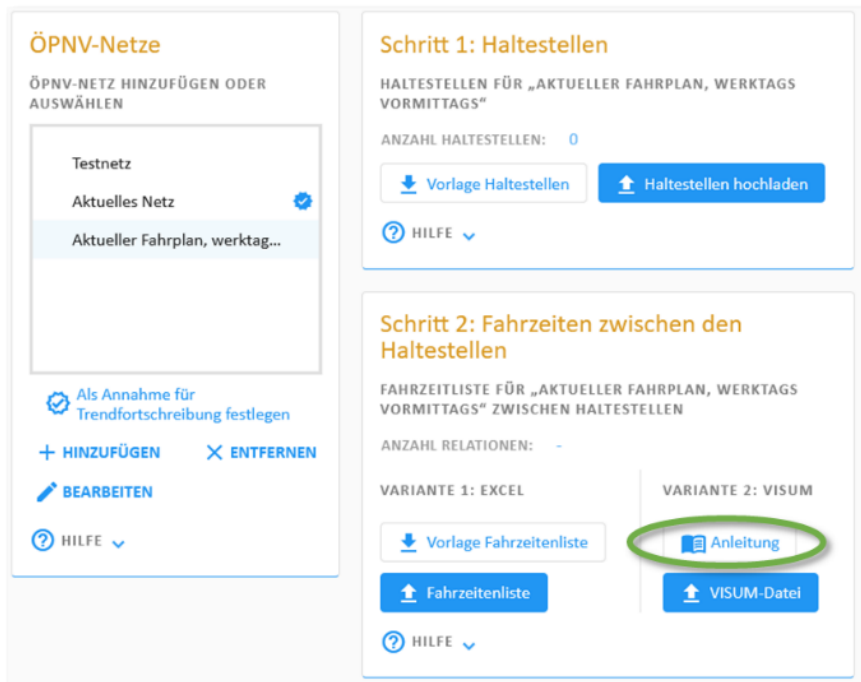 ÖPNV-Netze
ÖPNV-NETZ HINZUFÜGEN ODER
AUSWÄHLEN
Testnetz
Aktuelles Netz
Aktueller Fahrplan, werktag...
Als Annahme für
Trendfortschreibung festlegen
HINZUFÜGEN
ENTFERNEN
BEARBEITEN
HILFE
Schritt 1: Haltestellen
HALTESTELLEN FÜR „AKTUELLER FAHRPLAN, WERKTAGS
VORMITTAGS“
ANZAHL HALTESTELLEN: 0
Vorlage Haltestellen
Haltestellen hochladen
HILFE
Schritt 2: Fahrzeiten zwischen den
Haltestellen
FAHRZEITLISTE FÜR „AKTUELLER FAHRPLAN, WERKTAGS
VORMITTAGS“ ZWISCHEN HALTESTELLEN
ANZAHL RELATIONEN: -
VARIANTE 1: EXCEL
Vorlage Fahrzeitenliste
Fahrzeitenliste
VARIANTE 2: VISUM
Anleitung
VISUM-Datei
HILFE